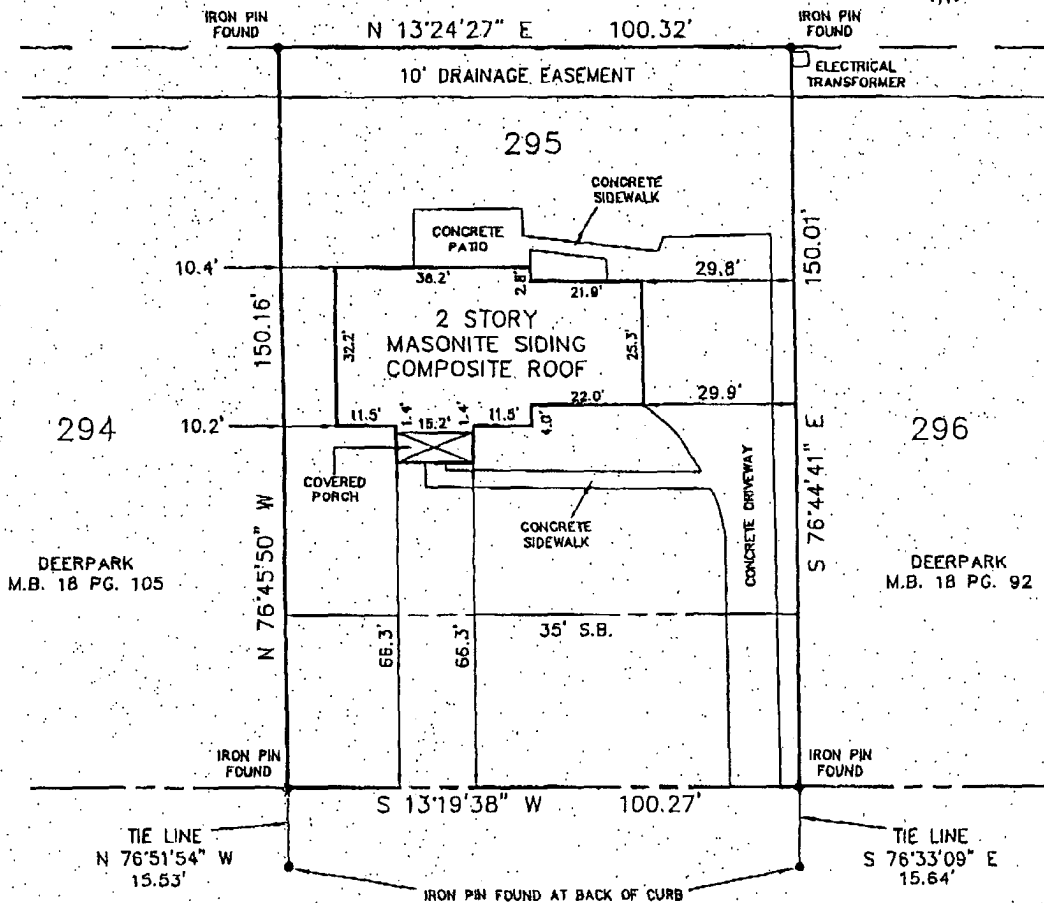 IRON PIN
FOUND
N 13°24'27" E 100.32'
IRON PIN
FOUND
10' DRAINAGE EASEMENT
ELECTRICAL
TRANSFORMER
295
CONCRETE
SIDEWALK
CONCRETE
PATIO
150.01'
10.4'
38.2'
2.8'
21.9'
29.8'
150.16'
32.2'
2 STORY
MASONITE SIDING
COMPOSITE ROOF
25.3'
22.0'
29.9'
294
10.2'
11.5'
1.4'
15.2'
1.4'
11.5'
4.0'
296
COVERED
PORCH
CONCRETE
SIDEWALK
CONCRETE DRIVEWAY
S 76°44'41" E
N 76°45'50" W
DEERPARK
M.B. 18 PG. 105
DEERPARK
M.B. 18 PG. 92
35' S.B.
66.3'
66.3'
IRON PIN
FOUND
IRON PIN
FOUND
S 13°19'38" W 100.27'
TIE LINE
N 76°51'54" W
15.53'
TIE LINE
S 76°33'09" E
15.64'
IRON PIN FOUND AT BACK OF CURB